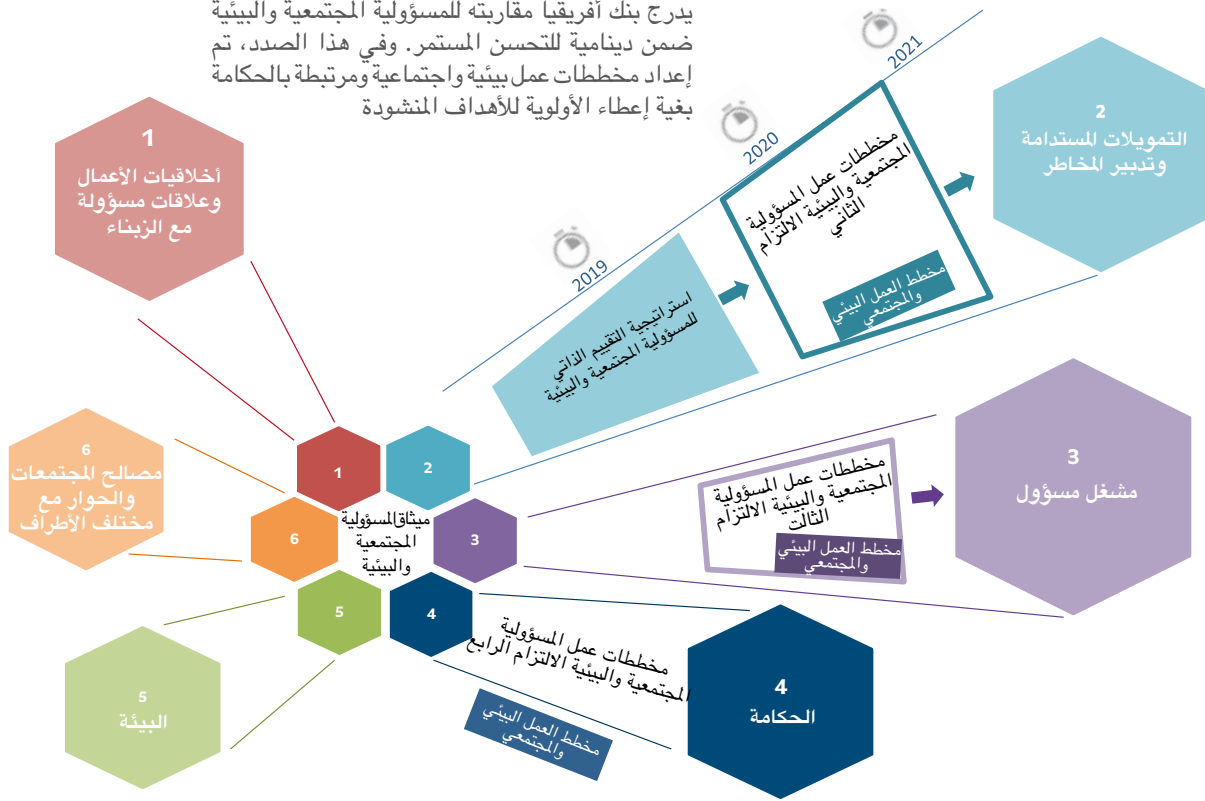 يدرج بنك أفريقيا مقاربته للمسؤولية المجتمعية والبيئية
ضمن دينامية للتحسن المستمر. وفي هذا الصدد، تم
إعداد مخططات عمل بيئية واجتماعية ومرتبطة بالحكامة
بغية إعطاء الأولوية للأهداف المنشودة
2021
2020
2019
1
أخلاقيات الأعمال
وعلاقات مسؤولة
مع الزبناء
2
التمويلات المستدامة
وتدبير المخاطر
مخططات عمل المسؤولية
المجتمعية والبيئية الالتزام
الثاني
مخطط العمل البيئي
والمجتمعي
استراتيجية التقييم الذاتي
للمسؤولية المجتمعية والبيئية
3
مشغل مسؤول
مخططات عمل المسؤولية
المجتمعية والبيئية الالتزام
الثالت
مخطط العمل البيئي
والمجتمعي
6
مصالح المجتمعات
والحوار مع
مختلف الأطراف
1
2
3
4
5
6
ميثاق المسؤولية
المجتمعية
والبيئية
مخططات عمل المسؤولية
المجتمعية والبيئية الالتزام الرابع
مخطط العمل البيئي
والمجتمعي
4
الحكامة
5
البيئة